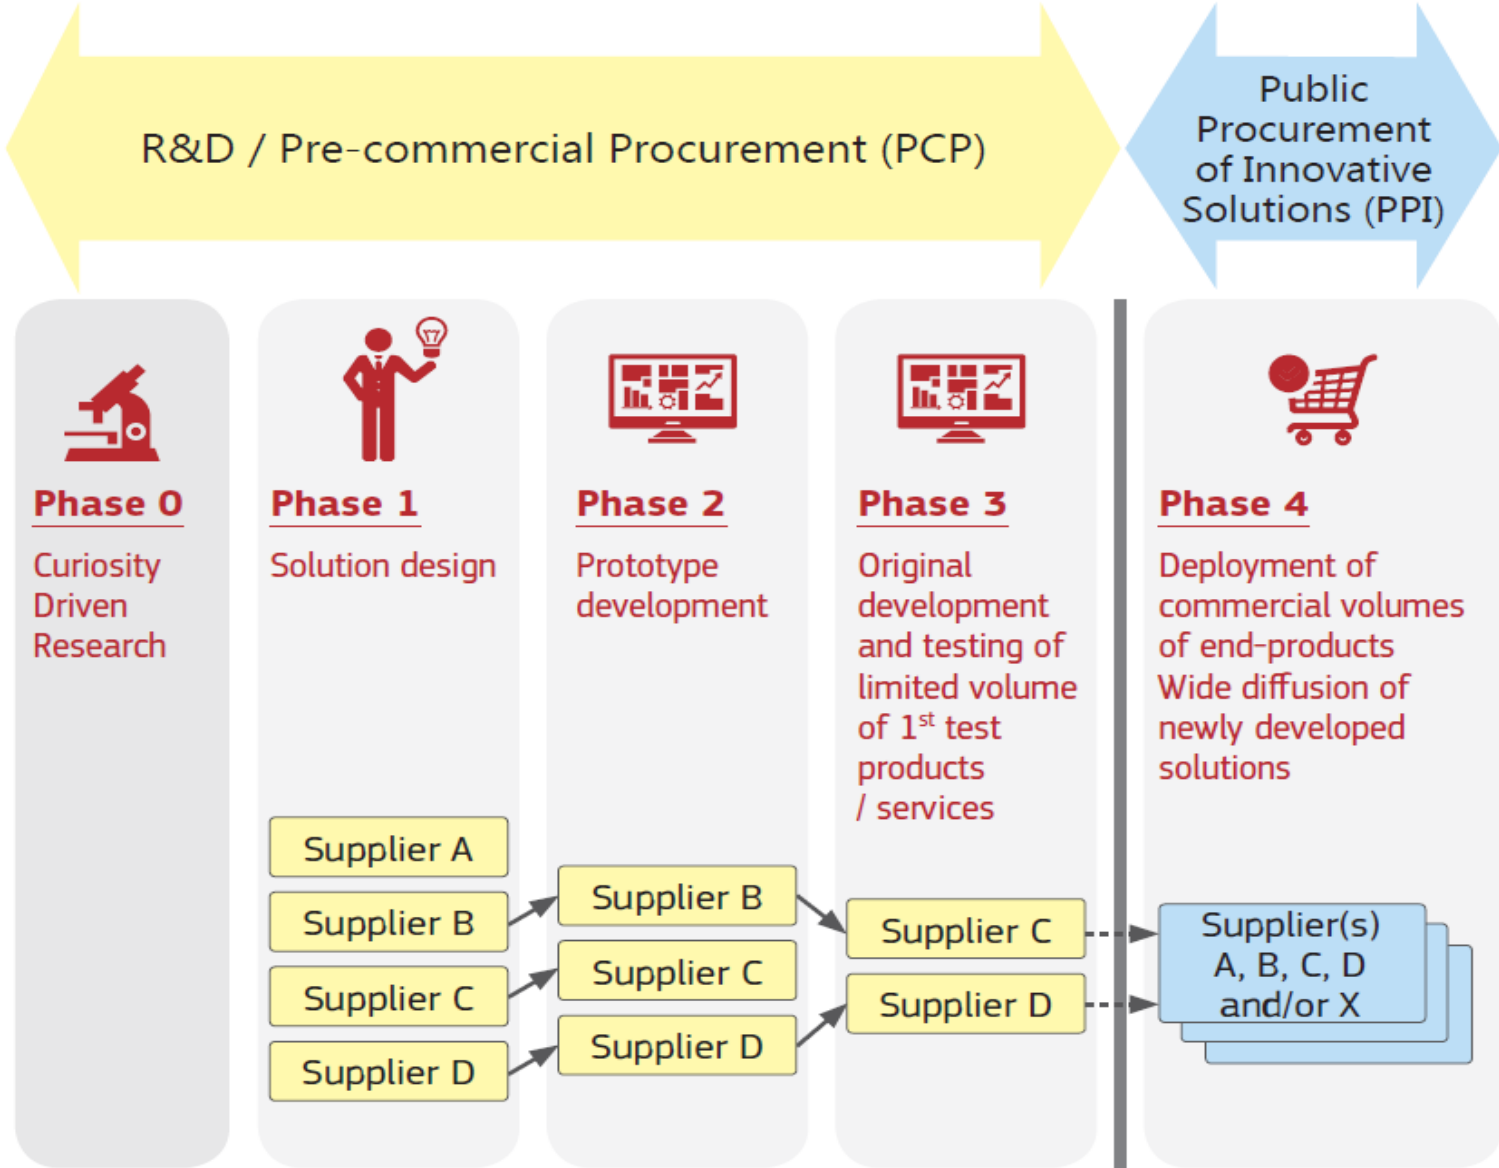 R&D / Pre-commercial Procurement (PCP)
Public
Procurement
of Innovative
Solutions (PPI)
Phase 0
Curiosity
Driven
Research
Phase 1
Solution design
Supplier A
Supplier B
Supplier C
Supplier D
Phase 2
Prototype
development
Supplier B
Supplier C
Supplier D
Phase 3
Original
development
and testing of
limited volume
of 1st test
products
/ services
Supplier C
Supplier D
Phase 4
Deployment of
commercial volumes
of end-products
Wide diffusion of
newly developed
solutions
Supplier(s)
A, B, C, D
and/or X